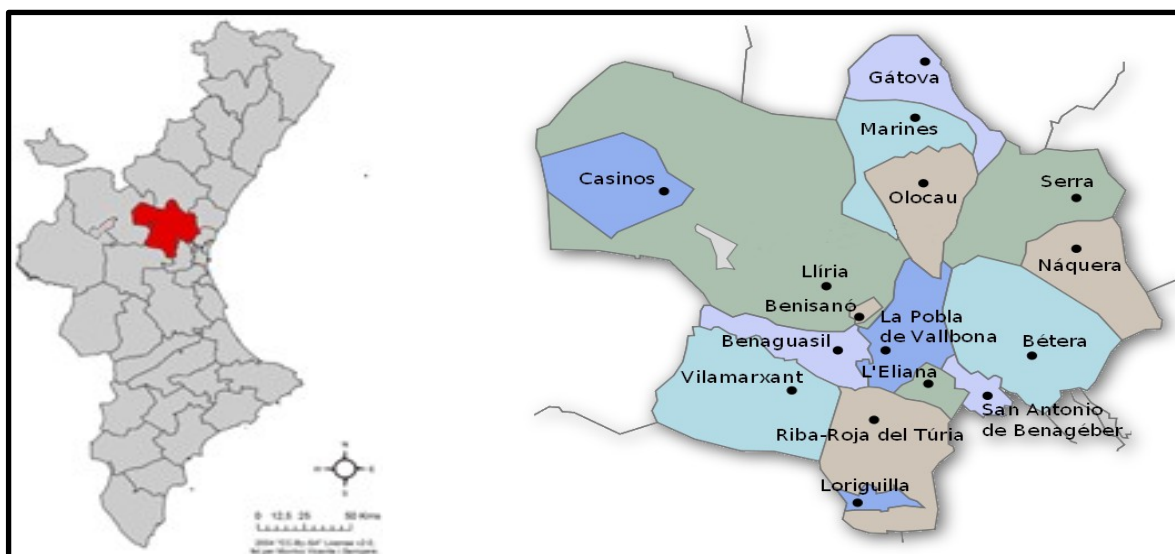 0 12,5 25 50 Kms
Gátova
Marines
Casinos
Olocau
Serra
Náquera
Llíria
Benisanó
La Pobla
de Vallbona
Benaguasil
Bétera
L'Eliana
Vilamarxant
San Antonio
de Benagéber
Riba-Roja del Túria
Loriguilla